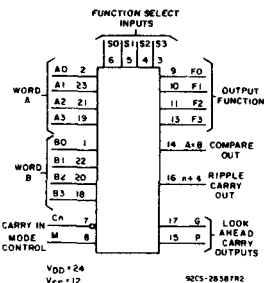 FUNCTION SELECT
INPUTS
S0 S1 S2 S3
6 5 4 3
WORD
A
A0 2
A1 23
A2 21
A3 19
9 F0
10 F1
11 F2
13 F3
OUTPUT
FUNCTION
WORD
B
B0 1
B1 22
B2 20
B3 18
14 A=B COMPARE
OUT
16 n+4 RIPPLE
CARRY OUT
CARRY IN Cn 7
MODE
CONTROL M 8
17 G
15 P
LOOK
AHEAD
CARRY
OUTPUTS
VDD=24
VSS=12
92CS-28387R2